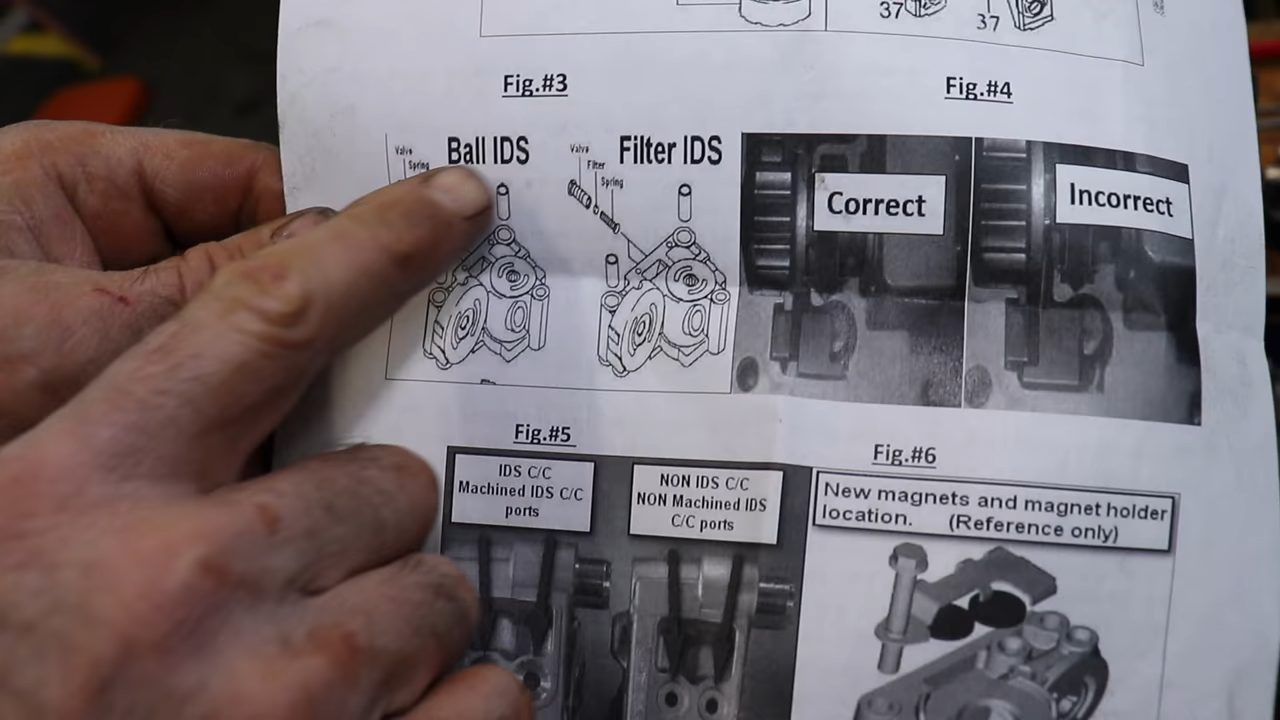 37
37
Fig.#3
Fig.#4
Valve
Spring
Ball IDS
Valve
Filter
Spring
Filter IDS
Correct
Incorrect
Fig.#5
Fig.#6
IDS C/C
Machined IDS C/C
ports
NON IDS C/C
NON Machined IDS
C/C ports
New magnets and magnet holder
location. (Reference only)